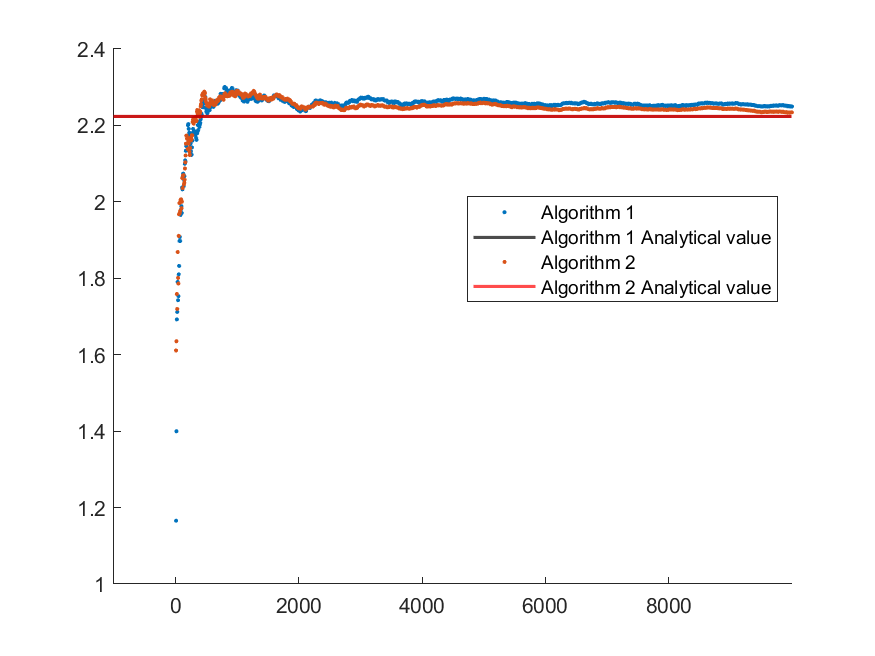 2.4
2.2
2
1.8
1.6
1.4
1.2
1
Algorithm 1
Algorithm 1 Analytical value
Algorithm 2
Algorithm 2 Analytical value
0 2000 4000 6000 8000